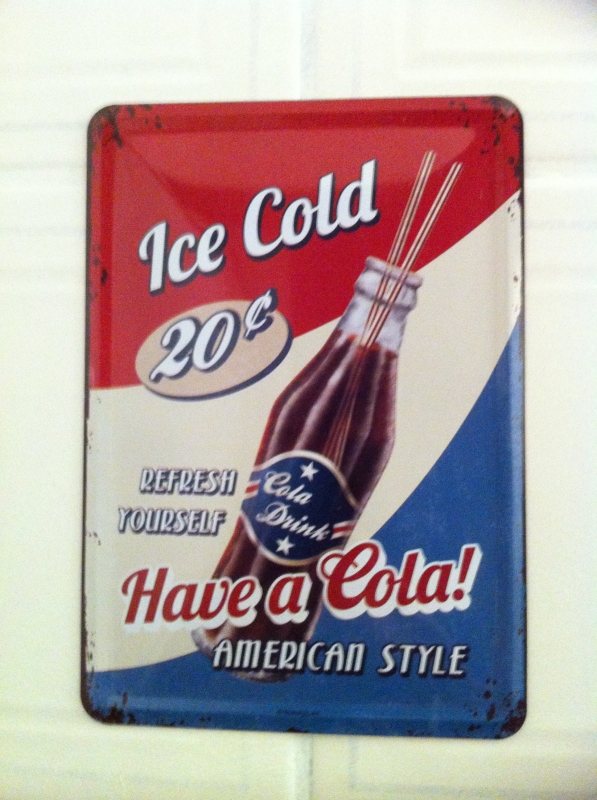 Ice Cold
20¢
REFRESH
YOURSELF
Cola
Drink
Have a Cola!
AMERICAN STYLE